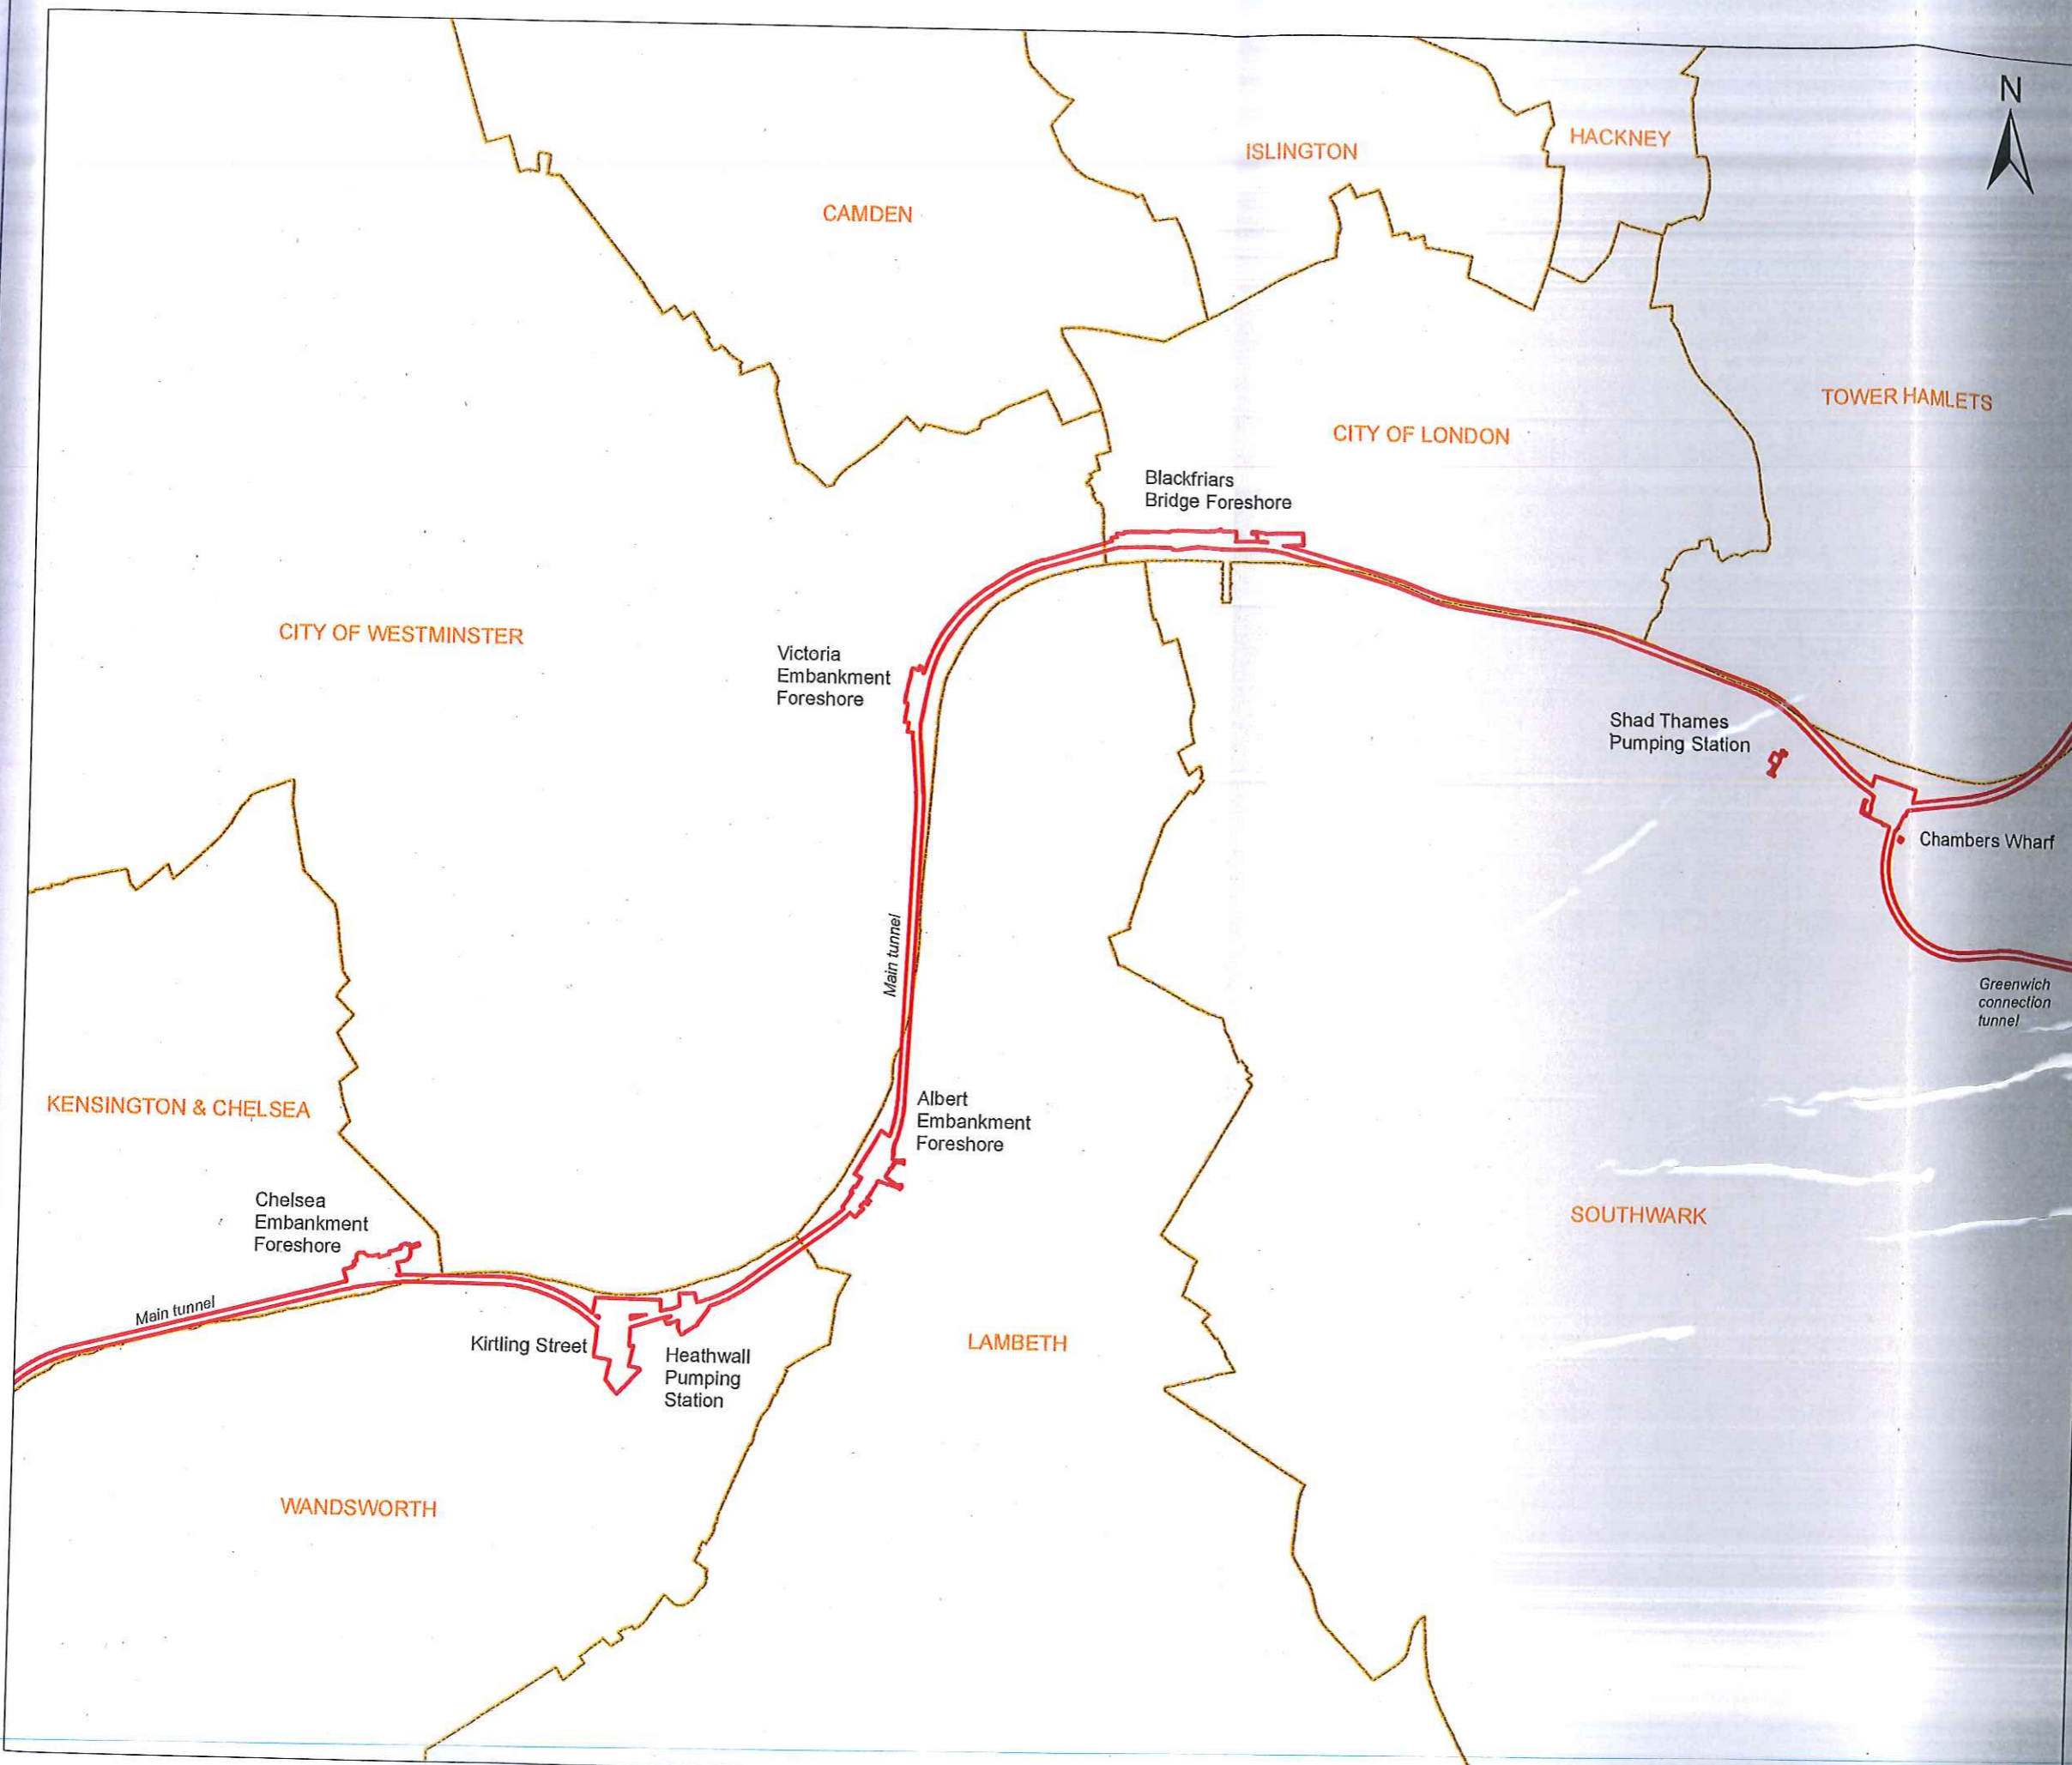 N
HACKNEY
ISLINGTON
CAMDEN
TOWER HAMLETS
CITY OF LONDON
Blackfriars
Bridge Foreshore
CITY OF WESTMINSTER
Victoria
Embankment
Foreshore
Shad Thames
Pumping Station
Chambers Wharf
Main tunnel
Greenwich
connection
tunnel
KENSINGTON & CHELSEA
Albert
Embankment
Foreshore
Chelsea
Embankment
Foreshore
SOUTHWARK
Main tunnel
Kirtling Street
Heathwall
Pumping
Station
LAMBETH
WANDSWORTH